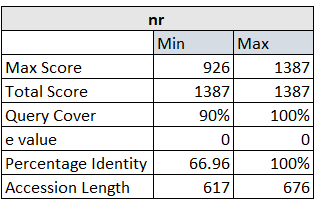 nr
Min Max
Max Score 926 1387
Total Score 1387 1387
Query Cover 90% 100%
e value 0 0
Percentage Identity 66.96 100%
Accession Length 617 676